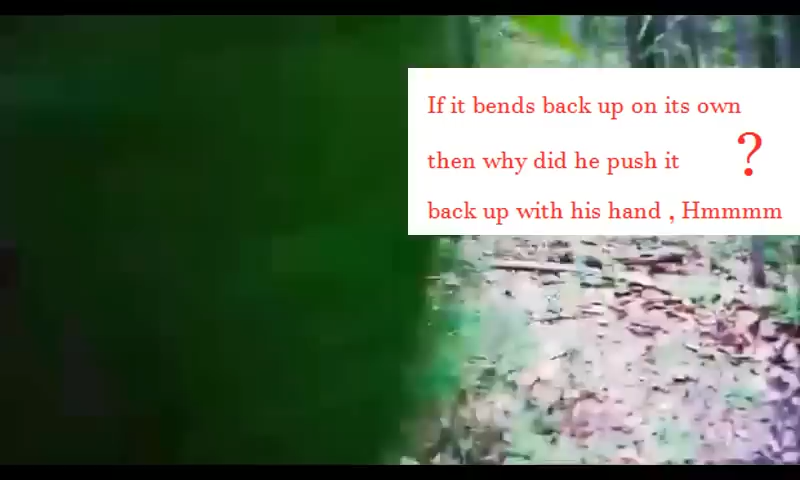 If it bends back up on its own
then why did he push it ?
back up with his hand , Hmmmm